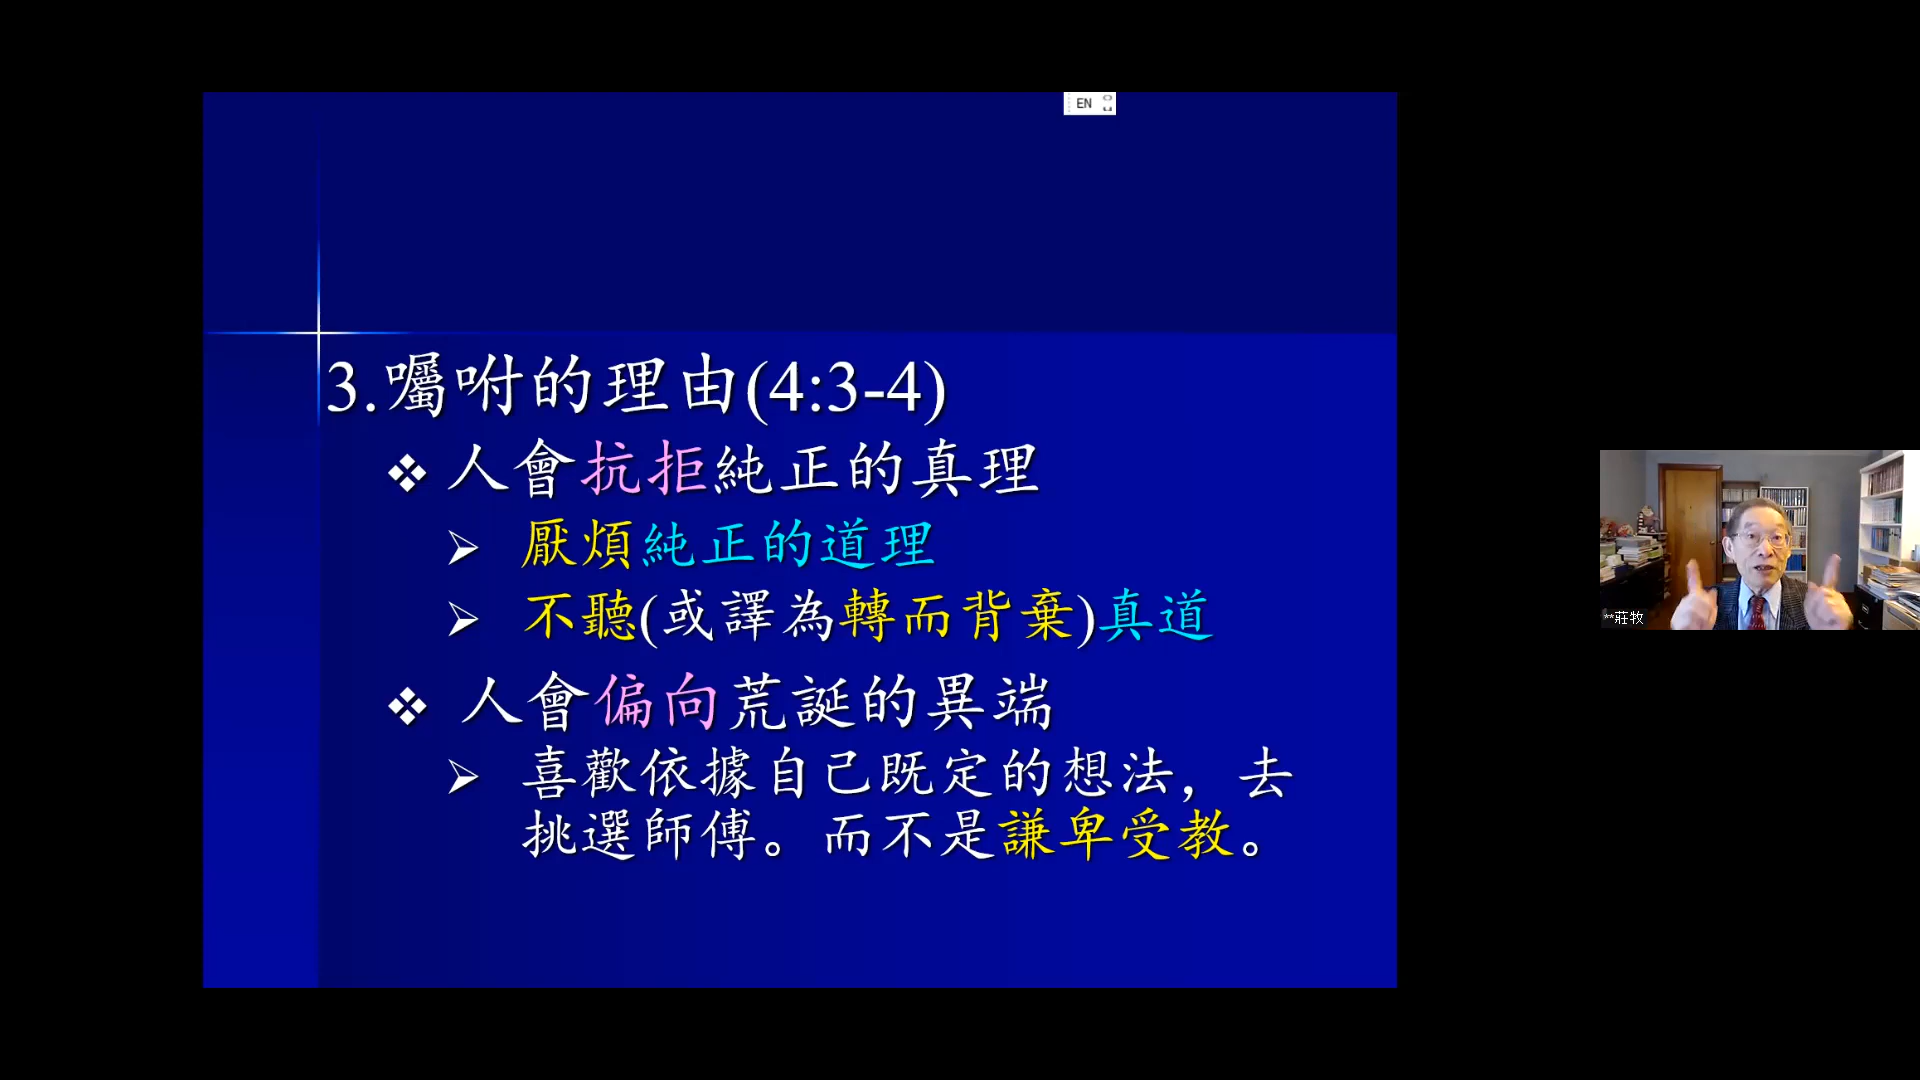 EN
3.囑咐的理由(4:3-4)
❖ 人會抗拒純正的真理
➢ 厭煩純正的道理
➢ 不聽(或譯為轉而背棄)真道
❖ 人會偏向荒誕的異端
➢ 喜歡依據自己既定的想法，去
挑選師傅。而不是謙卑受教。
**莊牧